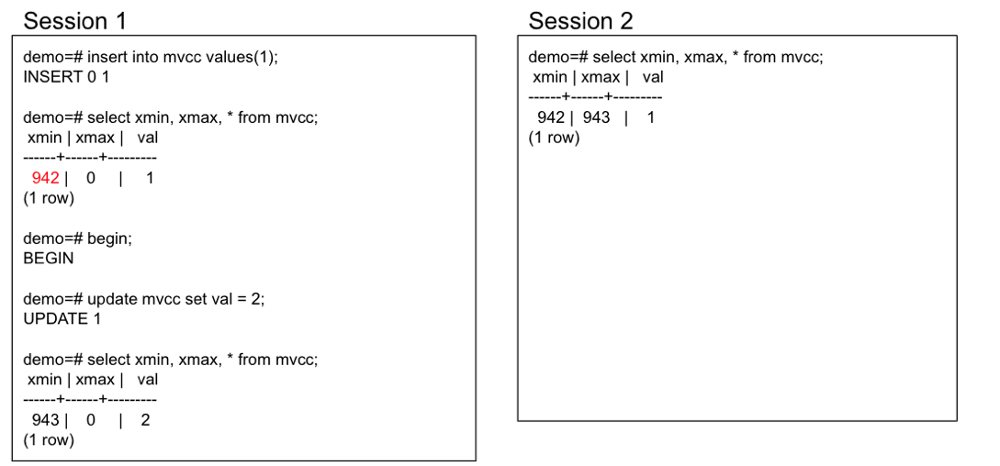 Session 1
demo=# insert into mvcc values(1);
INSERT 0 1
demo=# select xmin, xmax, * from mvcc;
xmin | xmax |   val
------+------+---------
942 |   0   |   1
(1 row)
demo=# begin;
BEGIN
demo=# update mvcc set val = 2;
UPDATE 1
demo=# select xmin, xmax, * from mvcc;
xmin | xmax |   val
------+------+---------
943 |   0   |   2
(1 row)
Session 2
demo=# select xmin, xmax, * from mvcc;
xmin | xmax |   val
------+------+---------
942 |  943   |   1
(1 row)